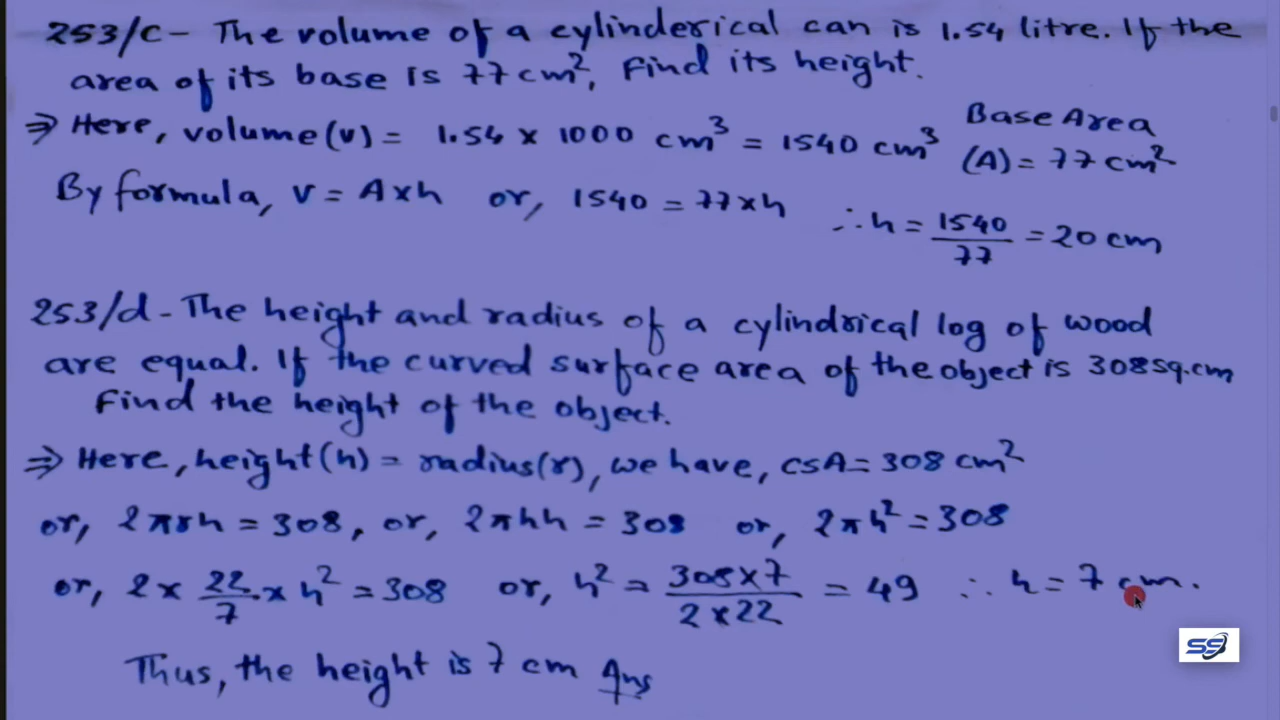 253/c- The volume of a cylinderical can is 1.54 litre. If the
area of its base is 77 cm², Find its height.
⇒ Here, volume(v) = 1.54 × 1000 cm³ = 1540 cm³
Base Area
(A) = 77 cm²
By formula, v = A×h or, 1540 = 77×h ∴ h = 1540/77 = 20 cm
253/d - The height and radius of a cylindrical log of wood
are equal. If the curved surface area of the object is 308 sq.cm
Find the height of the object.
⇒ Here, height(h) = radius(r), we have, CSA = 308 cm²
or, 2πrh = 308, or, 2πhh = 308 or, 2πh² = 308
or, 2 × 22/7 × h² = 308 or, h² = 308×7/2×22 = 49 ∴ h = 7 cm.
Thus, the height is 7 cm Ans
SS